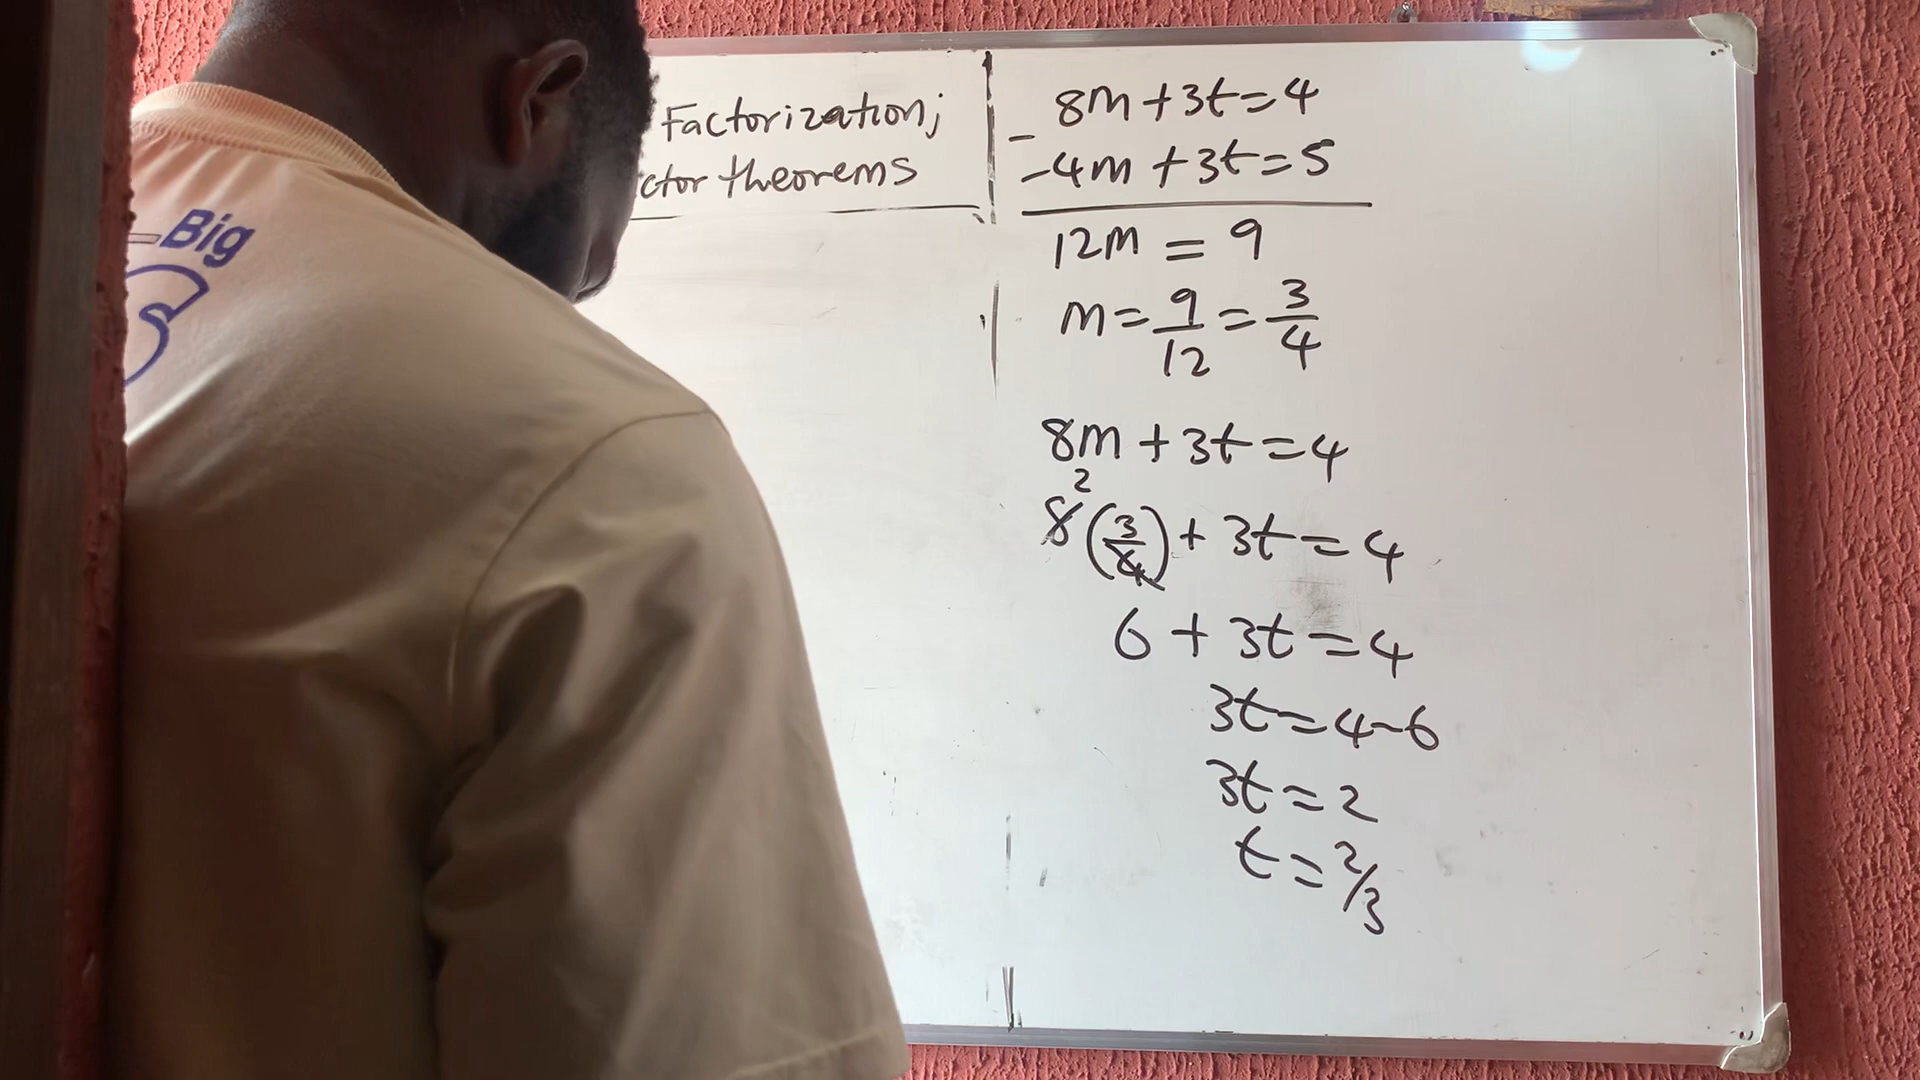 Big
Factorization;
ctor theorems
8m + 3t = 4
- -4m + 3t = 5
12m = 9
m = 9/12 = 3/4
8m + 3t = 4
2
8(3/4) + 3t = 4
6 + 3t = 4
3t = 4-6
3t = 2
t = 2/3